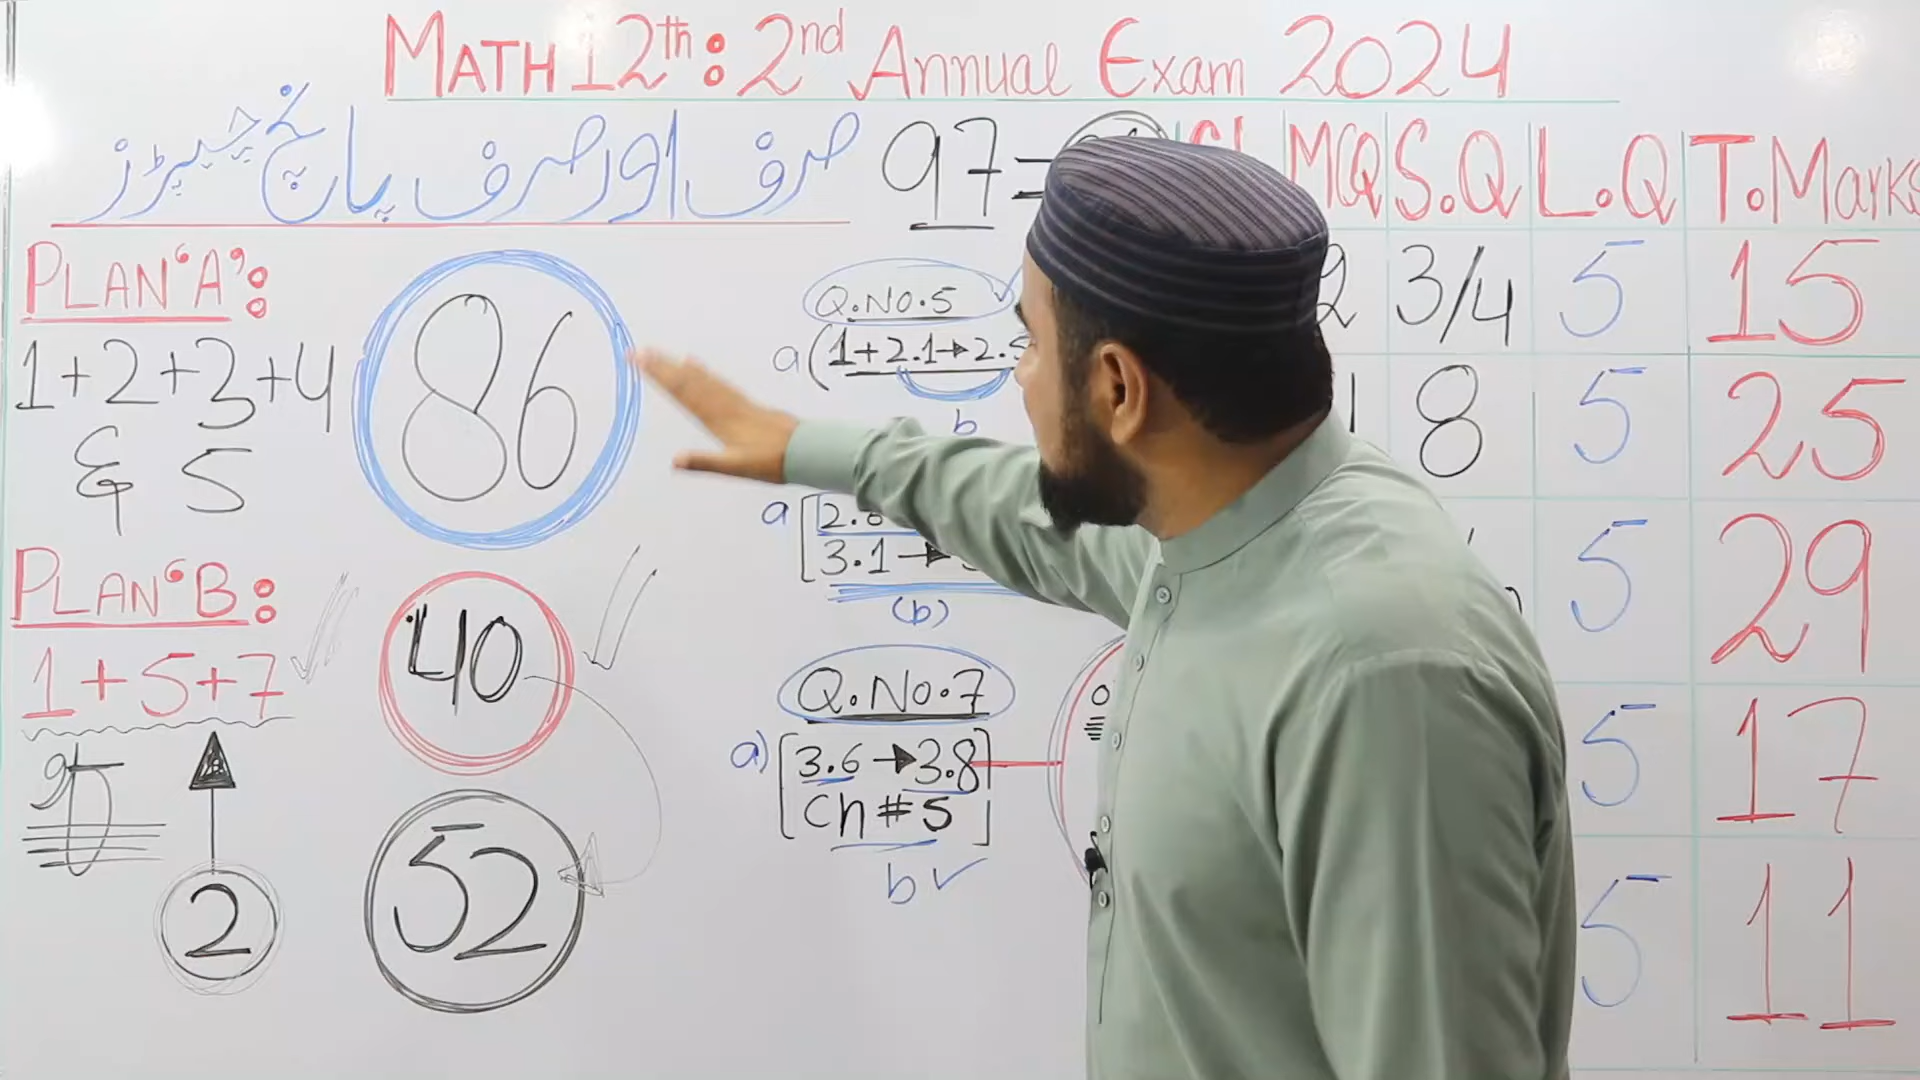 MATH 12th: 2nd Annual Exam 2024
صرف اور صرف پانچ چیپٹرز
97 =
MCQ S.Q L.Q T.Marks
PLAN 'A':
1+2+3+4
& 5
86
PLAN 'B':
1+5+7
40
2
52
Q.NO.5
a(1+2.1→2.5
b
a[2.8
3.1→
(b)
Q.No.7
a) [3.6→3.8]
Ch#5
b
2 3/4 5 15
1 8 5 25
5 29
5 17
5 11